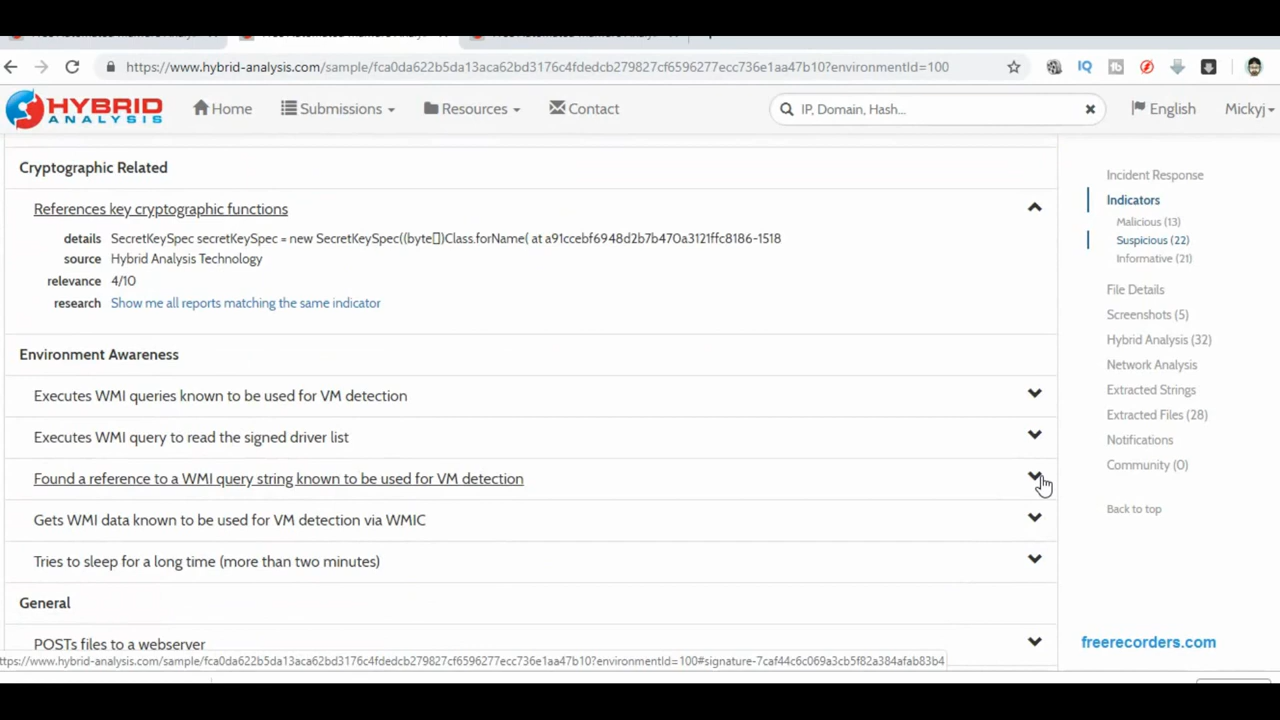 https://www.hybrid-analysis.com/sample/fca0da622b5da13aca62bd3176c4fdedcb279827cf6596277ecc736e1aa47b10?environmentId=100
HYBRID
ANALYSIS
Home
Submissions
Resources
Contact
IP, Domain, Hash...
English
Mickyj
Cryptographic Related
References key cryptographic functions
details SecretKeySpec secretKeySpec = new SecretKeySpec((byte[])Class.forName( at a91ccebf6948d2b7b470a3121ffc8186-1518
source Hybrid Analysis Technology
relevance 4/10
research Show me all reports matching the same indicator
Environment Awareness
Executes WMI queries known to be used for VM detection
Executes WMI query to read the signed driver list
Found a reference to a WMI query string known to be used for VM detection
Gets WMI data known to be used for VM detection via WMIC
Tries to sleep for a long time (more than two minutes)
General
POSTs files to a webserver
Incident Response
Indicators
Malicious (13)
Suspicious (22)
Informative (21)
File Details
Screenshots (5)
Hybrid Analysis (32)
Network Analysis
Extracted Strings
Extracted Files (28)
Notifications
Community (0)
Back to top
freerecorders.com
https://www.hybrid-analysis.com/sample/fca0da622b5da13aca62bd3176c4fdedcb279827cf6596277ecc736e1aa47b10?environmentId=100#signature-7caf44c6c069a3cb5f82a384afab83b4